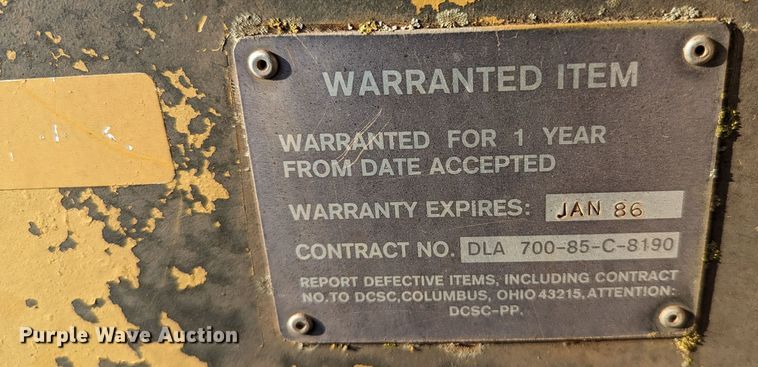 WARRANTED ITEM
WARRANTED FOR 1 YEAR
FROM DATE ACCEPTED
WARRANTY EXPIRES: JAN 86
CONTRACT NO. DLA 700-85-C-8190
REPORT DEFECTIVE ITEMS, INCLUDING CONTRACT
NO. TO DCSC, COLUMBUS, OHIO 43215, ATTENTION:
DCSC-PP.
Purple Wave Auction